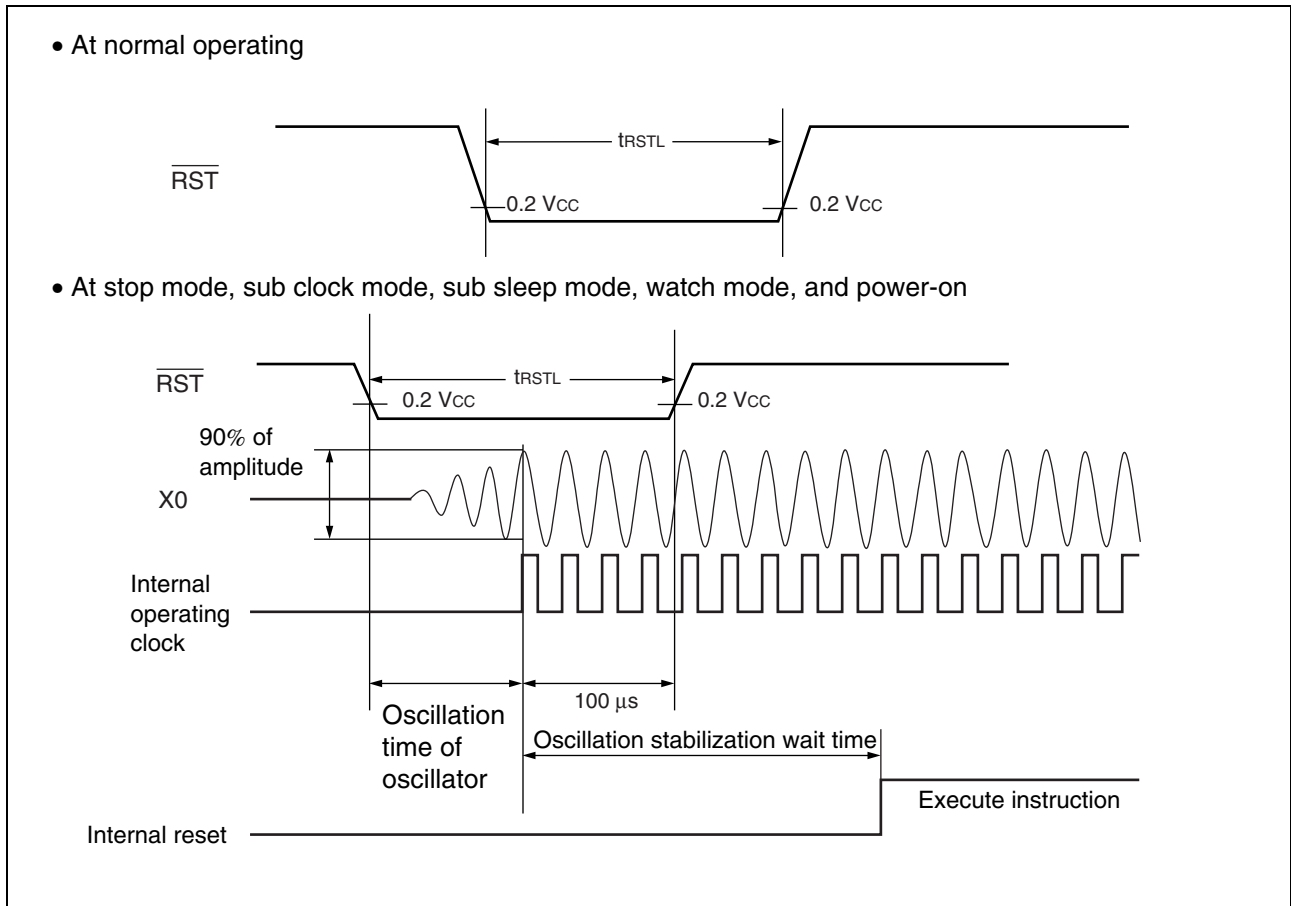 • At normal operating
tRSTL
RST
0.2 VCC
0.2 VCC
• At stop mode, sub clock mode, sub sleep mode, watch mode, and power-on
RST
tRSTL
0.2 VCC
0.2 VCC
90% of
amplitude
X0
Internal
operating
clock
100 μs
Oscillation
time of
oscillator
Oscillation stabilization wait time
Execute instruction
Internal reset